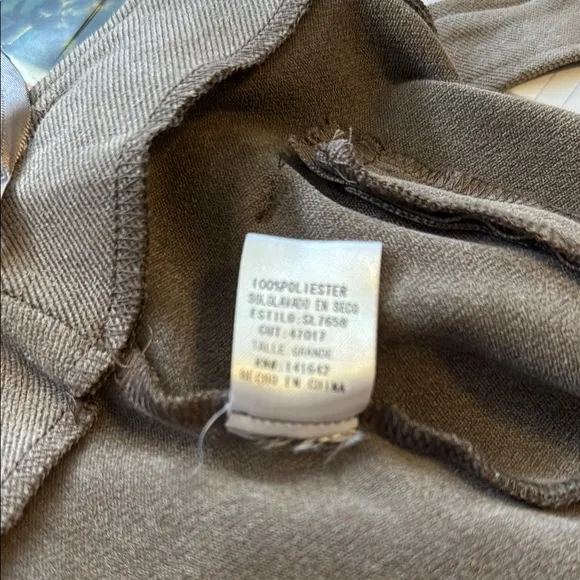 100%POLIESTER
SOLOLAVADO EN SECO
ESTILO:SL7650
CUT:47017
TALLE GRANDE
RN#:141642
HECHO EN CHINA